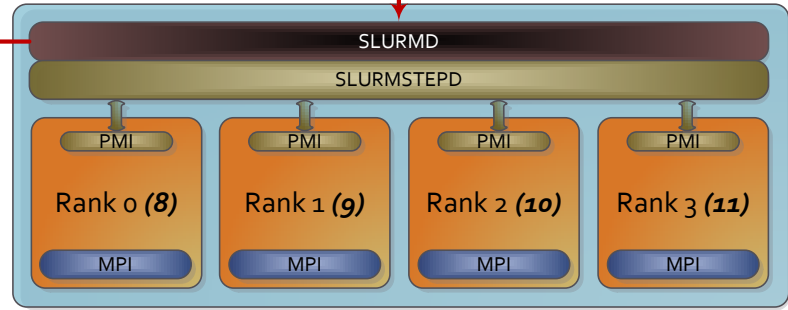 SLURMD
SLURMSTEPD
PMI PMI PMI PMI
Rank 0 (8) Rank 1 (9) Rank 2 (10) Rank 3 (11)
MPI MPI MPI MPI